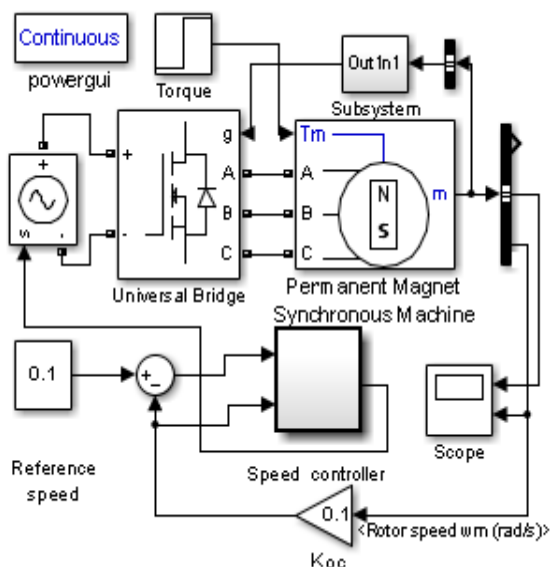 Continuous
powergui
Torque
Out1 In1
Subsystem
g
A
B
C
+
-
Tm
A
B
C
N
S
m
+
s
-
Universal Bridge
Permanent Magnet
Synchronous Machine
0.1
+
-
Reference
speed
Speed controller
Scope
0.1
<Rotor speed wm (rad/s)>
Koc